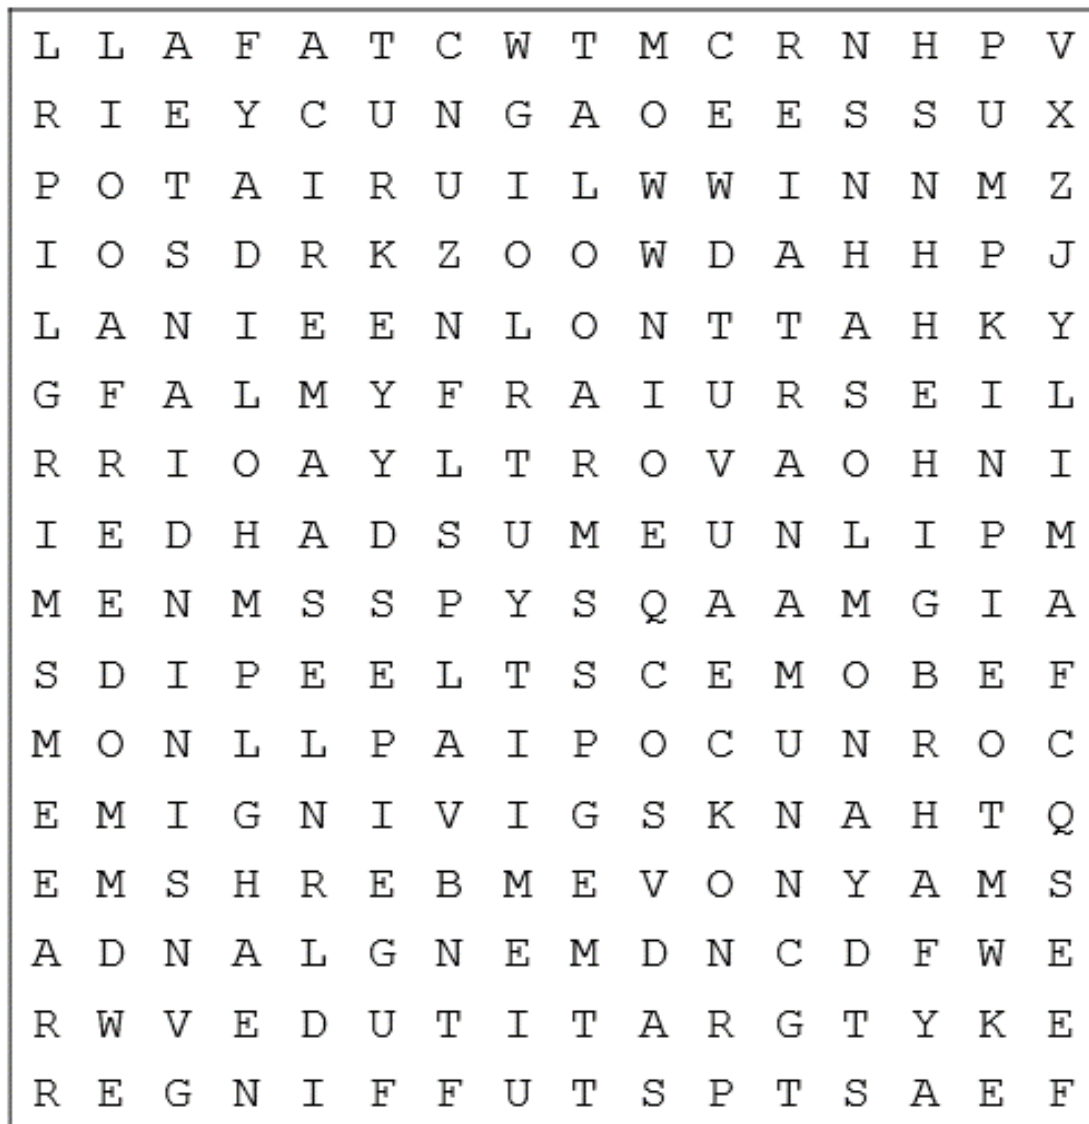 L L A F A T C W T M C R N H P V
R I E Y C U N G A O E E S S U X
P O T A I R U I L W W I N N M Z
I O S D R K Z O O W D A H H P J
L A N I E E N L O N T T A H K Y
G F A L M Y F R A I U R S E I L
R R I O A Y L T R O V A O H N I
I E D H A D S U M E U N L I P M
M E N M S S P Y S Q A A M G I A
S D I P E E L T S C E M O B E F
M O N L L P A I P O C U N R O C
E M I G N I V I G S K N A H T Q
E M S H R E B M E V O N Y A M S
A D N A L G N E M D N C D F W E
R W V E D U T I T A R G T Y K E
R E G N I F F U T S P T S A E F